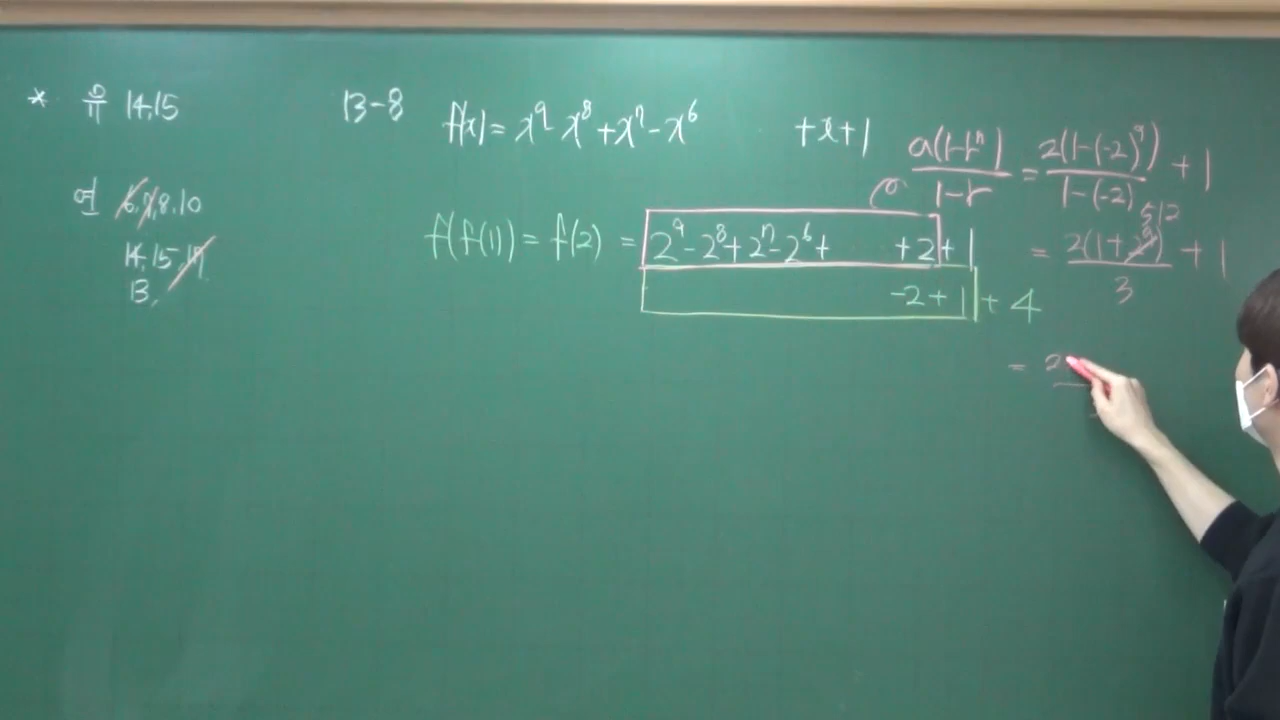 * 유 14,15
13-8
f(x) = x⁹ - x⁸ + x⁷ - x⁶ + x + 1
a(1-rⁿ)/(1-r) = 2(1-(-2)⁹)/(1-(-2)) + 1
연 6,7,8,10
14,15,17
13,
f(f(1)) = f(2) = 2⁹ - 2⁸ + 2⁷ - 2⁶ + + 2 + 1
-2 + 1 + 4
512
= 2(1+2⁹)/3 + 1
= 2